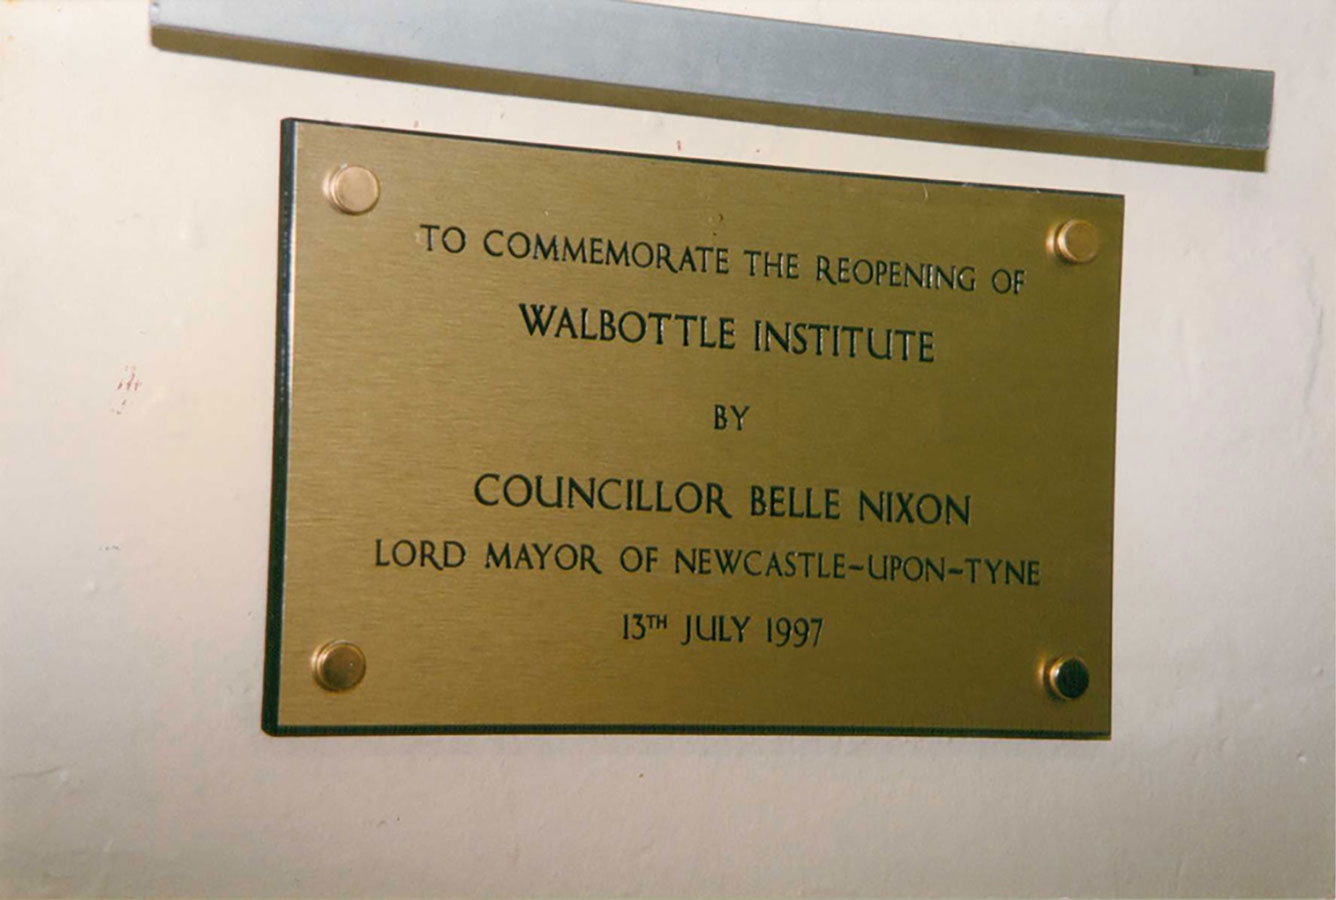 TO COMMEMORATE THE REOPENING OF
WALBOTTLE INSTITUTE
BY
COUNCILLOR BELLE NIXON
LORD MAYOR OF NEWCASTLE-UPON-TYNE
13TH JULY 1997